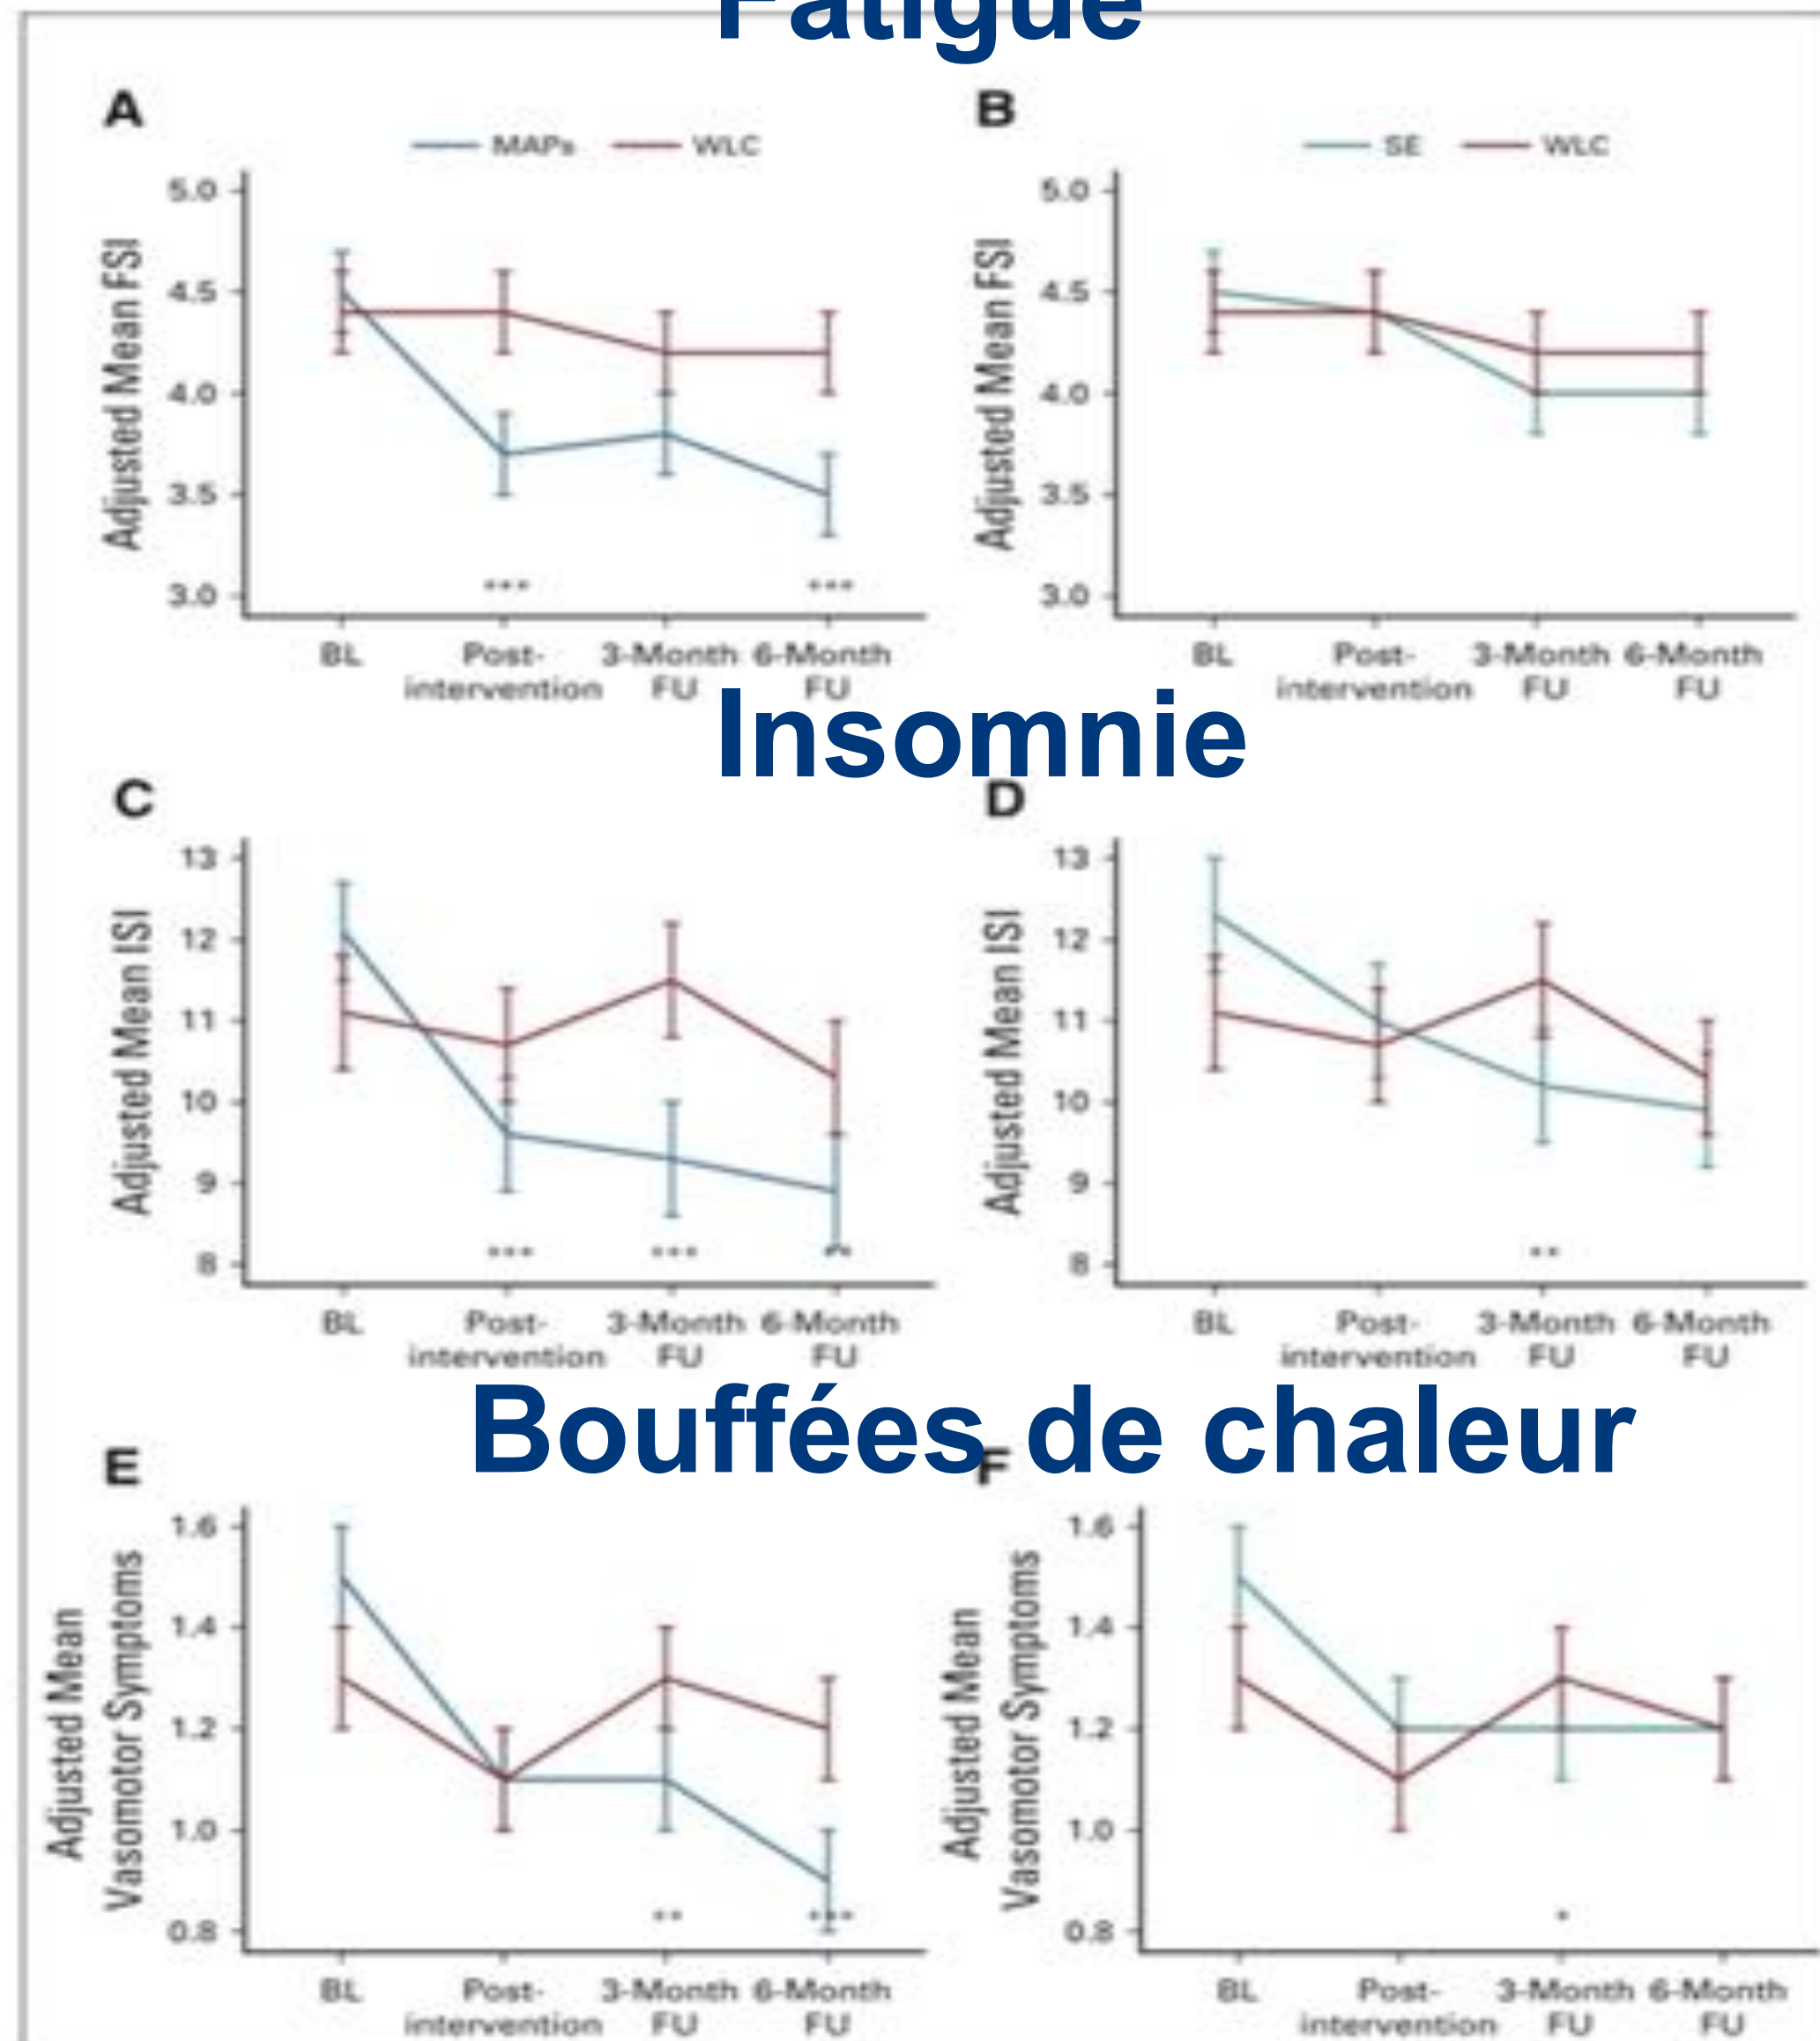 Fatigue
A
B
MAPs WLC
SE WLC
Adjusted Mean FSI
5.0
4.5
4.0
3.5
3.0
***
***
BL Post-intervention 3-Month FU 6-Month FU
Adjusted Mean FSI
5.0
4.5
4.0
3.5
3.0
BL Post-intervention 3-Month FU 6-Month FU
Insomnie
C
D
Adjusted Mean ISI
13
12
11
10
9
8
***
***
**
BL Post-intervention 3-Month FU 6-Month FU
Adjusted Mean ISI
13
12
11
10
9
8
**
BL Post-intervention 3-Month FU 6-Month FU
Bouffées de chaleur
E
F
Adjusted Mean
Vasomotor Symptoms
1.6
1.4
1.2
1.0
0.8
**
***
BL Post-intervention 3-Month FU 6-Month FU
Adjusted Mean
Vasomotor Symptoms
1.6
1.4
1.2
1.0
0.8
*
BL Post-intervention 3-Month FU 6-Month FU